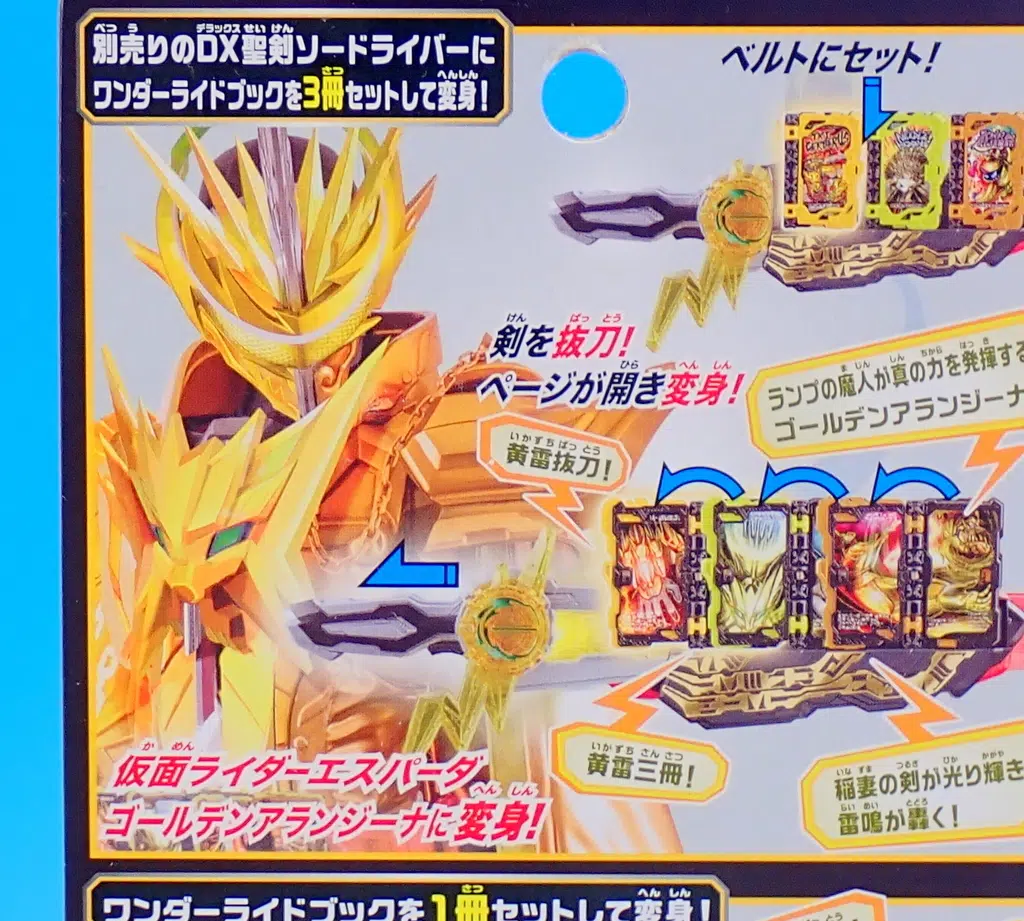 別売りのDX聖剣ソードライバーに
ワンダーライドブックを3冊セットして変身!
ベルトにセット!
剣を抜刀!
ページが開き変身!
黄雷抜刀!
ランプの魔人が真の力を発揮する
ゴールデンアランジーナ
黄雷三冊!
稲妻の剣が光り輝き
雷鳴が轟く!
仮面ライダーエスパーダ
ゴールデンアランジーナに変身!
ワンダーライドブックを1冊セットして変身!